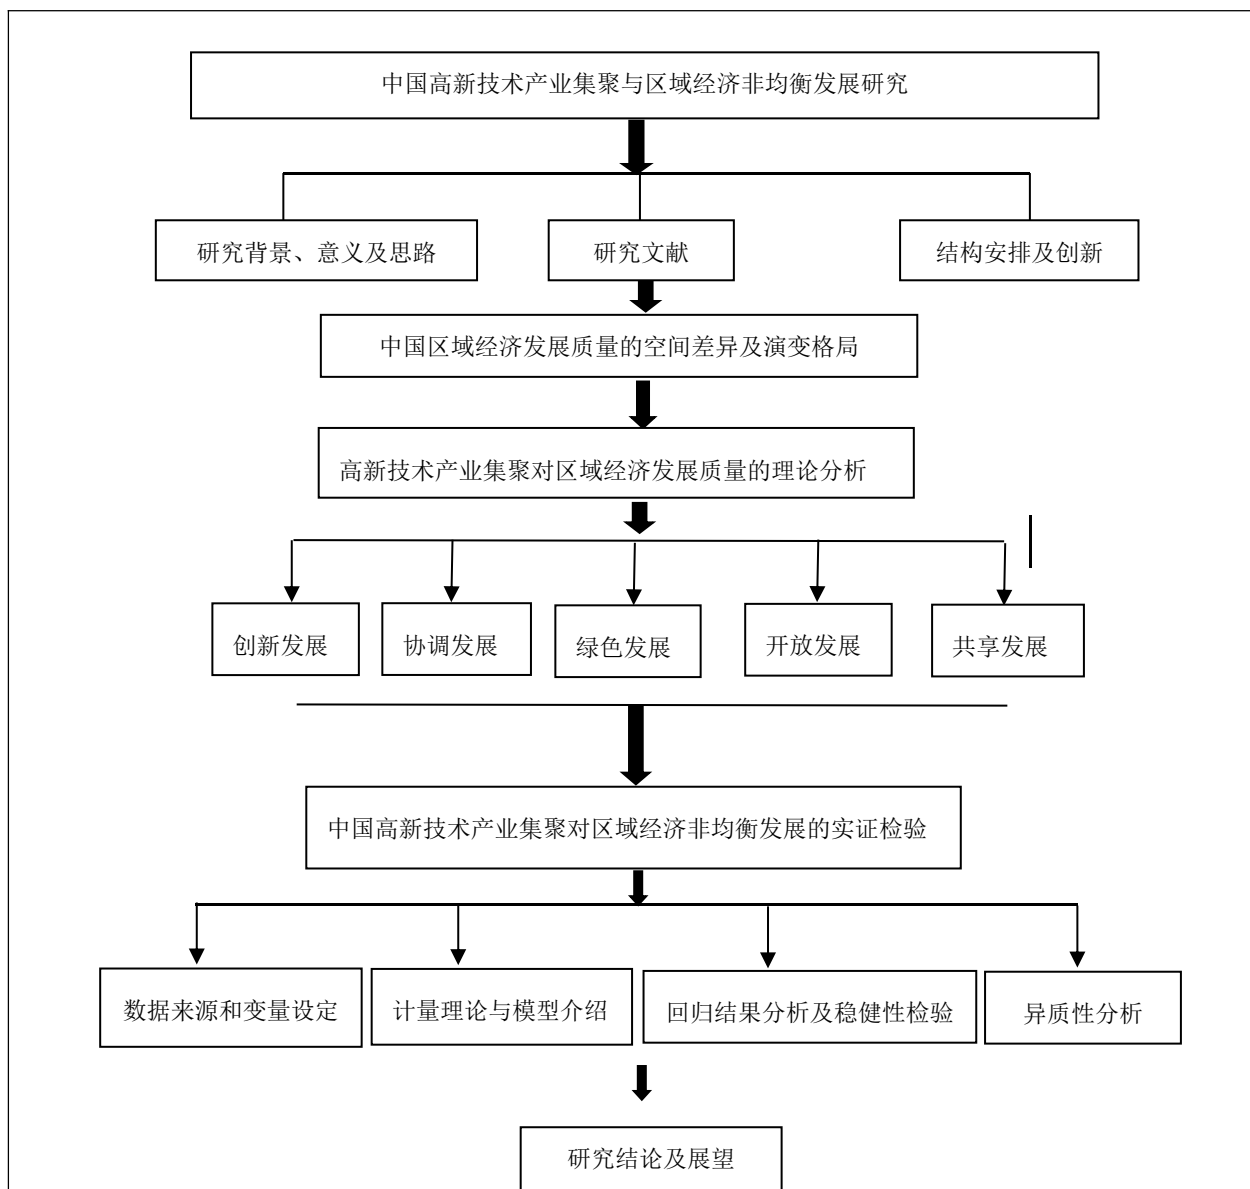 中国高新技术产业集聚与区域经济非均衡发展研究
研究背景、意义及思路
研究文献
结构安排及创新
中国区域经济发展质量的空间差异及演变格局
高新技术产业集聚对区域经济发展质量的理论分析
创新发展
协调发展
绿色发展
开放发展
共享发展
中国高新技术产业集聚对区域经济非均衡发展的实证检验
数据来源和变量设定
计量理论与模型介绍
回归结果分析及稳健性检验
异质性分析
研究结论及展望